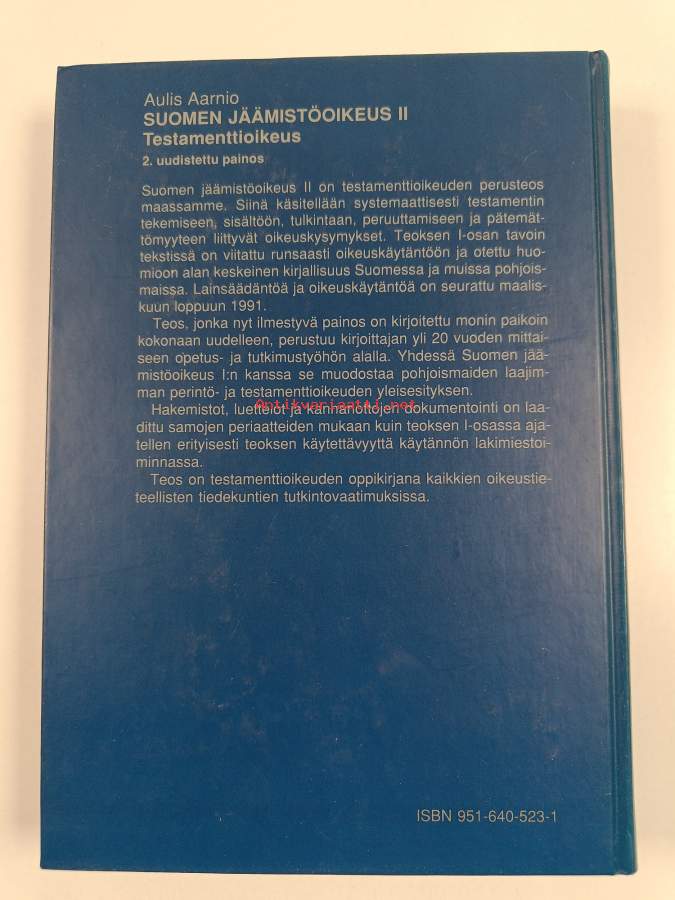 Aulis Aarnio
SUOMEN JÄÄMISTÖOIKEUS II
Testamenttioikeus
2. uudistettu painos
Suomen jäämistöoikeus II on testamenttioikeuden perusteos
maassamme. Siinä käsitellään systemaattisesti testamentin
tekemiseen, sisältöön, tulkintaan, peruuttamiseen ja pätemät-
tömyyteen liittyvät oikeuskysymykset. Teoksen I-osan tavoin
tekstissä on viitattu runsaasti oikeuskäytäntöön ja otettu huo-
mioon alan keskeinen kirjallisuus Suomessa ja muissa pohjois-
maissa. Lainsäädäntöä ja oikeuskäytäntöä on seurattu maalis-
kuun loppuun 1991.
Teos, jonka nyt ilmestyvä painos on kirjoitettu monin paikoin
kokonaan uudelleen, perustuu kirjoittajan yli 20 vuoden mittai-
seen opetus- ja tutkimustyöhön alalla. Yhdessä Suomen jää-
mistöoikeus I:n kanssa se muodostaa pohjoismaiden laajim-
man perintö- ja testamenttioikeuden yleisesityksen.
Antikvariaatti.net
Hakemistot, luettelot ja kannanottojen dokumentointi on laa-
dittu samojen periaatteiden mukaan kuin teoksen I-osassa aja-
tellen erityisesti teoksen käytettävyyttä käytännön lakimiestoi-
minnassa.
Teos on testamenttioikeuden oppikirjana kaikkien oikeustie-
teellisten tiedekuntien tutkintovaatimuksissa.
ISBN 951-640-523-1